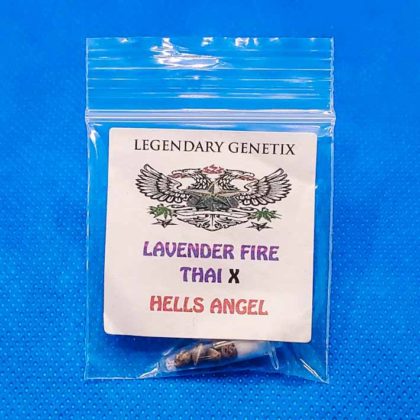 LEGENDARY GENETIX
LAVENDER FIRE
THAI X
HELLS ANGEL